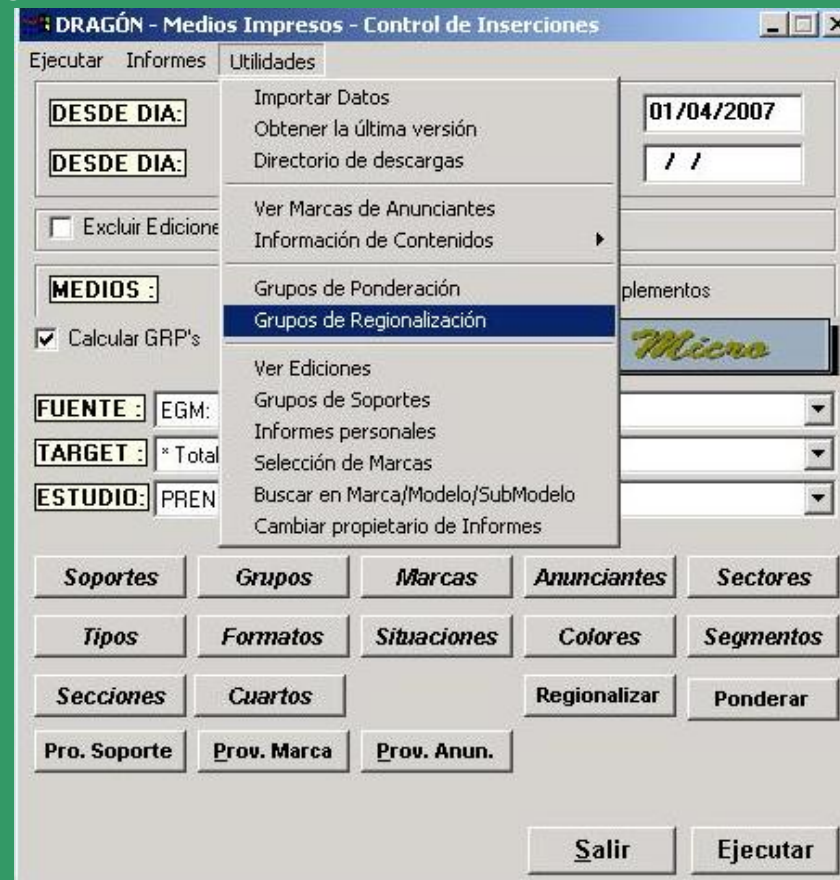 DRAGÓN - Medios Impresos - Control de Inserciones
Ejecutar Informes Utilidades
DESDE DIA: 01/04/2007
DESDE DIA: / /
Importar Datos
Obtener la última versión
Directorio de descargas
Ver Marcas de Anunciantes
Información de Contenidos
Grupos de Ponderación
Grupos de Regionalización
Ver Ediciones
Grupos de Soportes
Informes personales
Selección de Marcas
Buscar en Marca/Modelo/SubModelo
Cambiar propietario de Informes
Excluir Edicione
MEDIOS : plementos
Calcular GRP's Micro
FUENTE : EGM:
TARGET : * Total
ESTUDIO: PREN
Soportes Grupos Marcas Anunciantes Sectores
Tipos Formatos Situaciones Colores Segmentos
Secciones Cuartos Regionalizar Ponderar
Pro. Soporte Prov. Marca Prov. Anun.
Salir Ejecutar